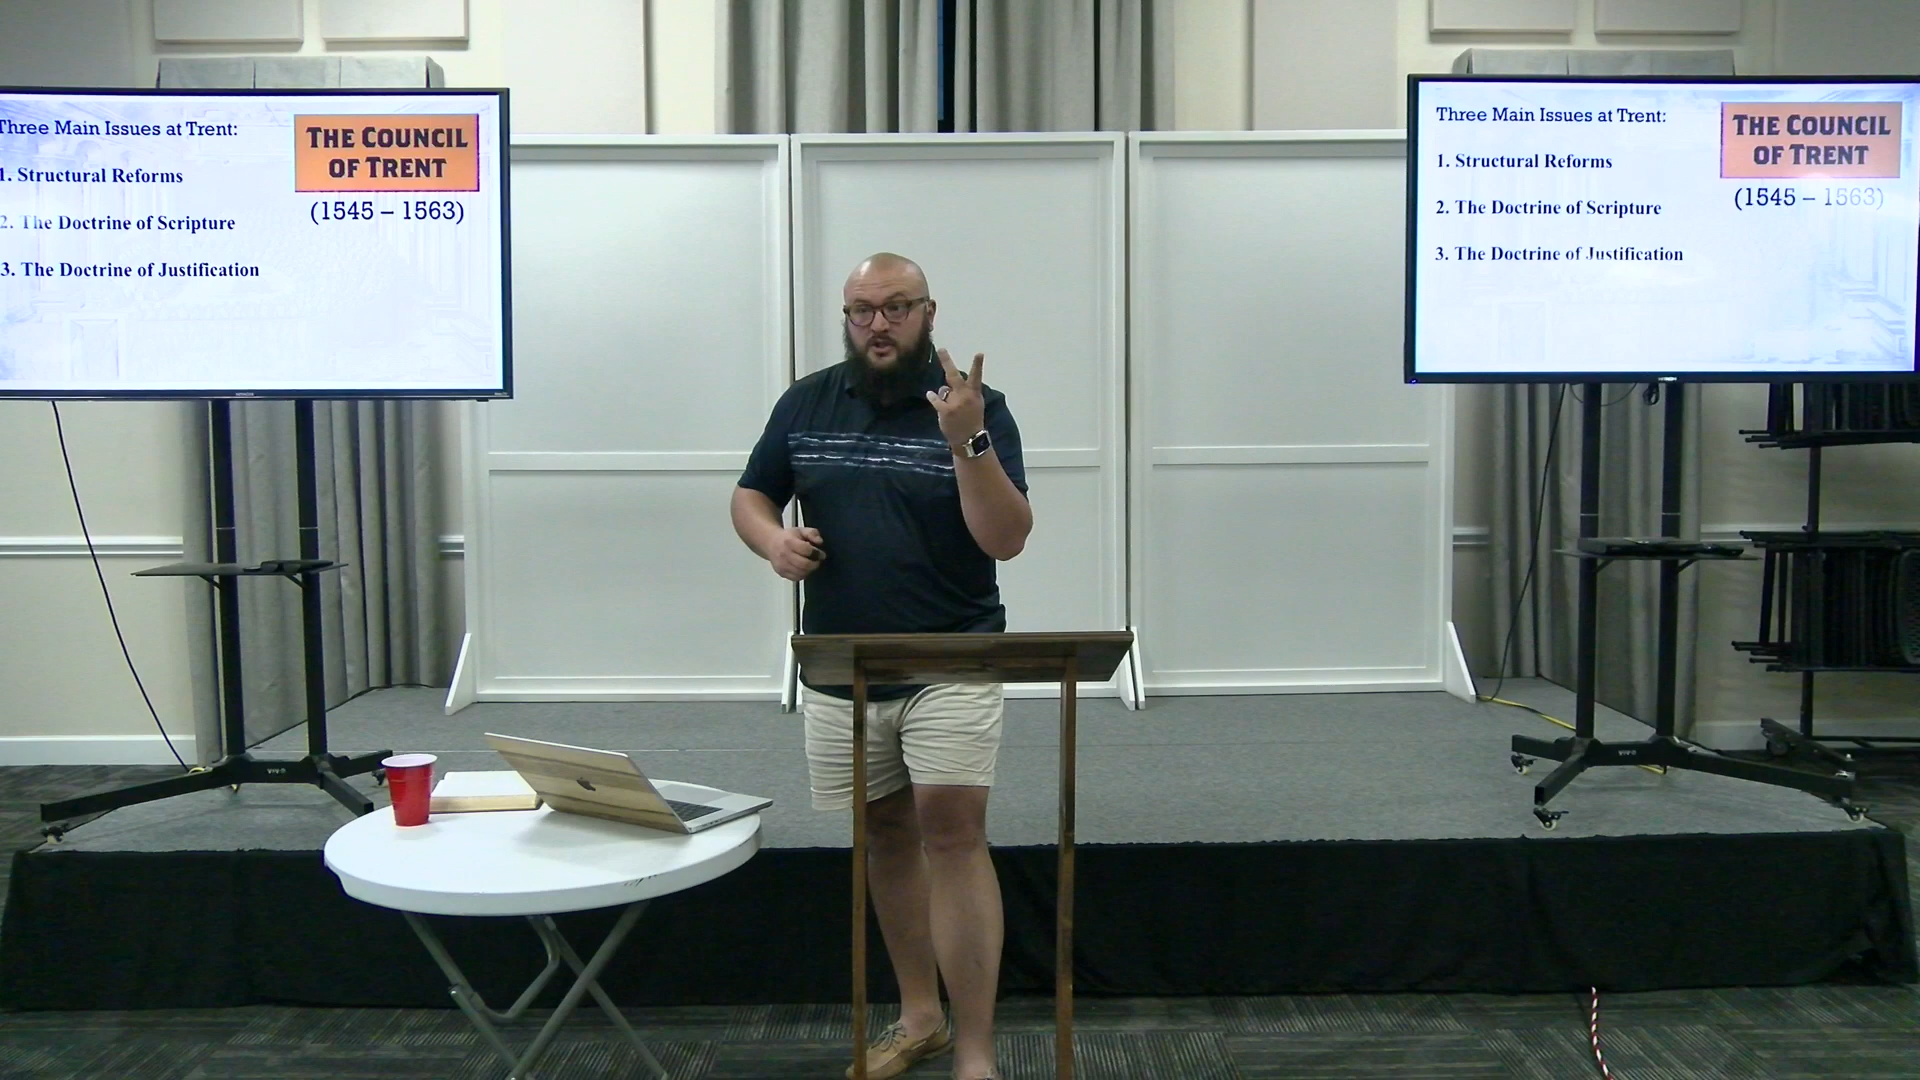 Three Main Issues at Trent:
1. Structural Reforms
2. The Doctrine of Scripture
3. The Doctrine of Justification
THE COUNCIL
OF TRENT
(1545 – 1563)
Three Main Issues at Trent:
1. Structural Reforms
2. The Doctrine of Scripture
3. The Doctrine of Justification
THE COUNCIL
OF TRENT
(1545 – 1563)
VIVO
VIVO